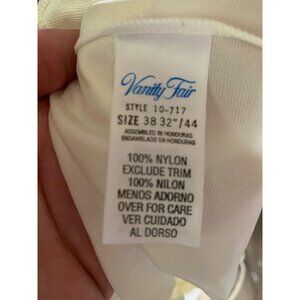 Vanity Fair
STYLE 10-717
SIZE 38 32"/44
ASSEMBLED IN HONDURAS
ENSAMBLADO EN HONDURAS
100% NYLON
EXCLUDE TRIM
100% NILON
MENOS ADORNO
OVER FOR CARE
VER CUIDADO
AL DORSO